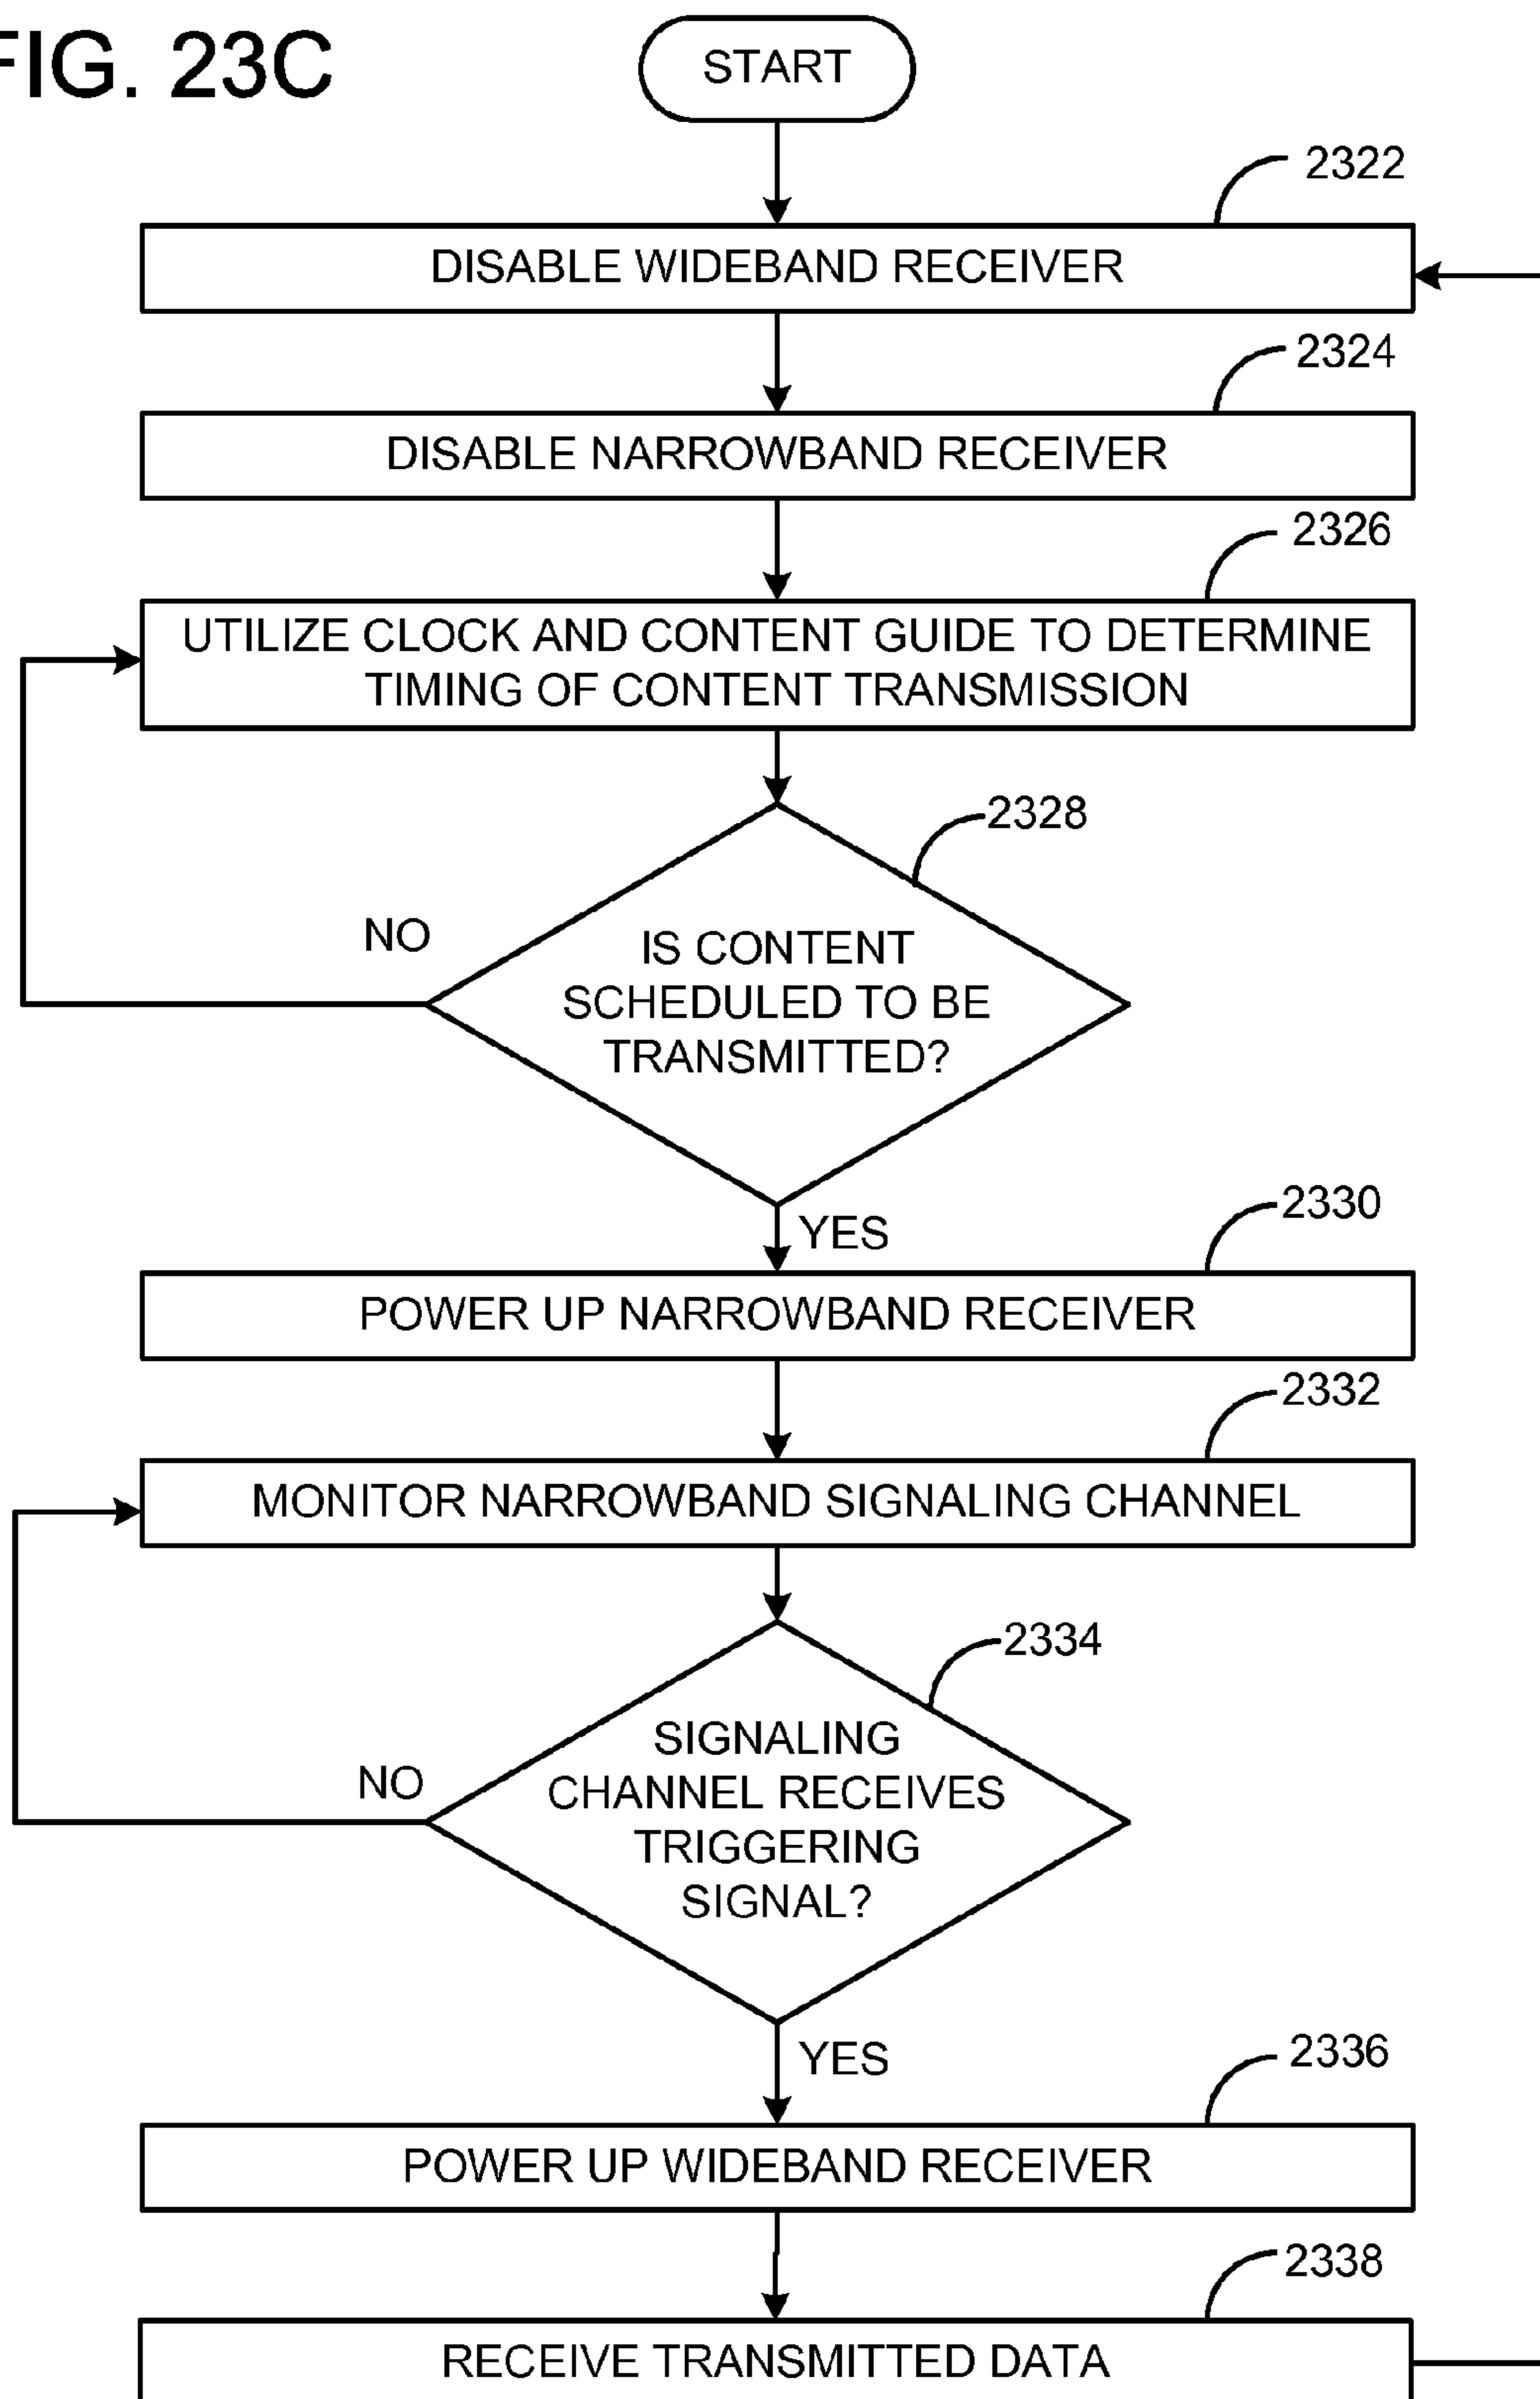 FIG. 23C
START
2322
DISABLE WIDEBAND RECEIVER
2324
DISABLE NARROWBAND RECEIVER
2326
UTILIZE CLOCK AND CONTENT GUIDE TO DETERMINE
TIMING OF CONTENT TRANSMISSION
2328
NO
IS CONTENT
SCHEDULED TO BE
TRANSMITTED?
2330
YES
POWER UP NARROWBAND RECEIVER
2332
MONITOR NARROWBAND SIGNALING CHANNEL
2334
SIGNALING
NO
CHANNEL RECEIVES
TRIGGERING
SIGNAL?
2336
YES
POWER UP WIDEBAND RECEIVER
2338
RECEIVE TRANSMITTED DATA